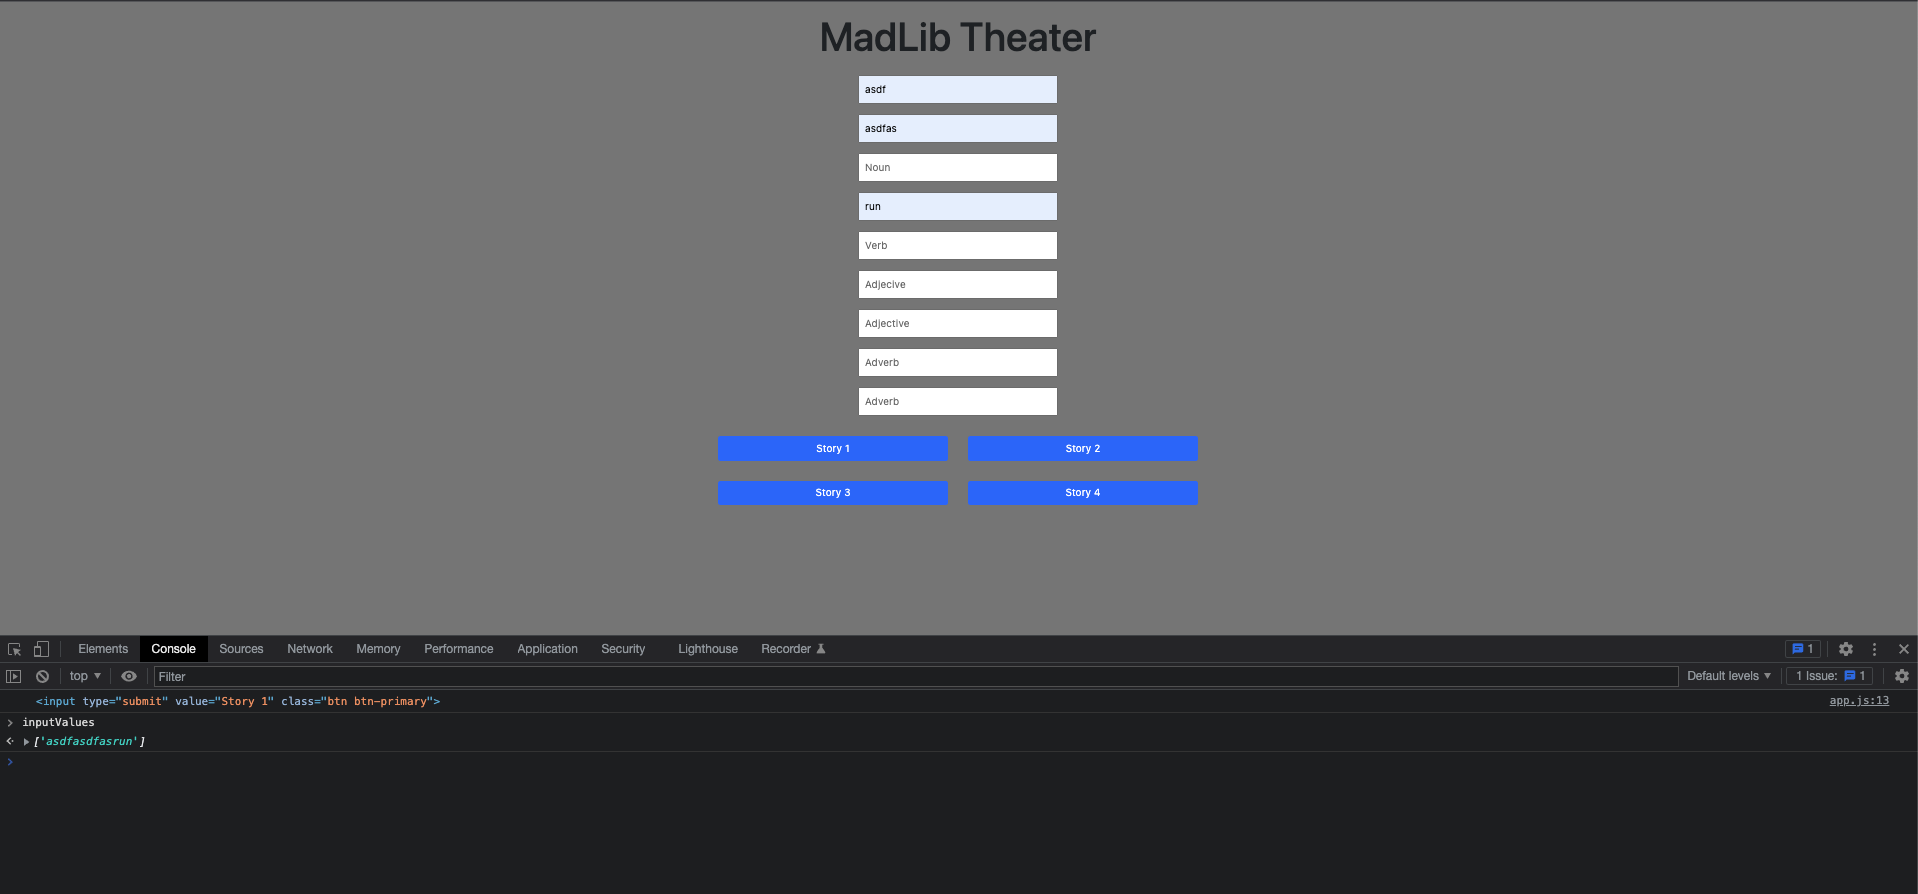 MadLib Theater
asdf
asdfas
Noun
run
Verb
Adjecive
Adjective
Adverb
Adverb
Story 1 Story 2
Story 3 Story 4
Elements Console Sources Network Memory Performance Application Security Lighthouse Recorder 1
top ▼ Filter Default levels ▼ 1 Issue: 1
<input type="submit" value="Story 1" class="btn btn-primary"> app.js:13
> inputValues
['asdfasdfasrun']
>